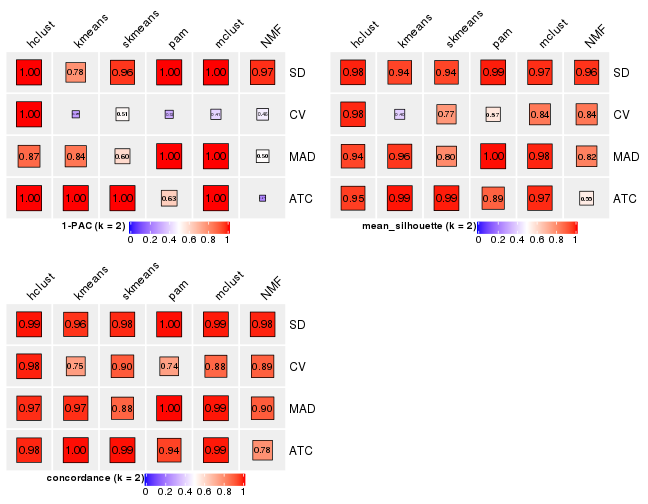 hclust kmeans skmeans pam mclust NMF
1.00 0.78 0.96 1.00 1.00 0.97 SD
1.00 0.51 0.41 CV
0.87 0.84 0.60 1.00 1.00 0.50 MAD
1.00 1.00 1.00 0.63 1.00 ATC
1-PAC (k = 2) 0 0.2 0.4 0.6 0.8 1
hclust kmeans skmeans pam mclust NMF
0.98 0.94 0.94 0.99 0.97 0.96 SD
0.98 0.77 0.57 0.84 0.84 CV
0.94 0.96 0.80 1.00 0.98 0.82 MAD
0.95 0.99 0.99 0.89 0.97 0.55 ATC
mean_silhouette (k = 2) 0 0.2 0.4 0.6 0.8 1
hclust kmeans skmeans pam mclust NMF
0.99 0.96 0.98 1.00 0.99 0.98 SD
0.98 0.75 0.90 0.74 0.88 0.89 CV
0.97 0.97 0.88 1.00 0.99 0.90 MAD
0.98 1.00 0.99 0.94 0.99 0.78 ATC
concordance (k = 2) 0 0.2 0.4 0.6 0.8 1